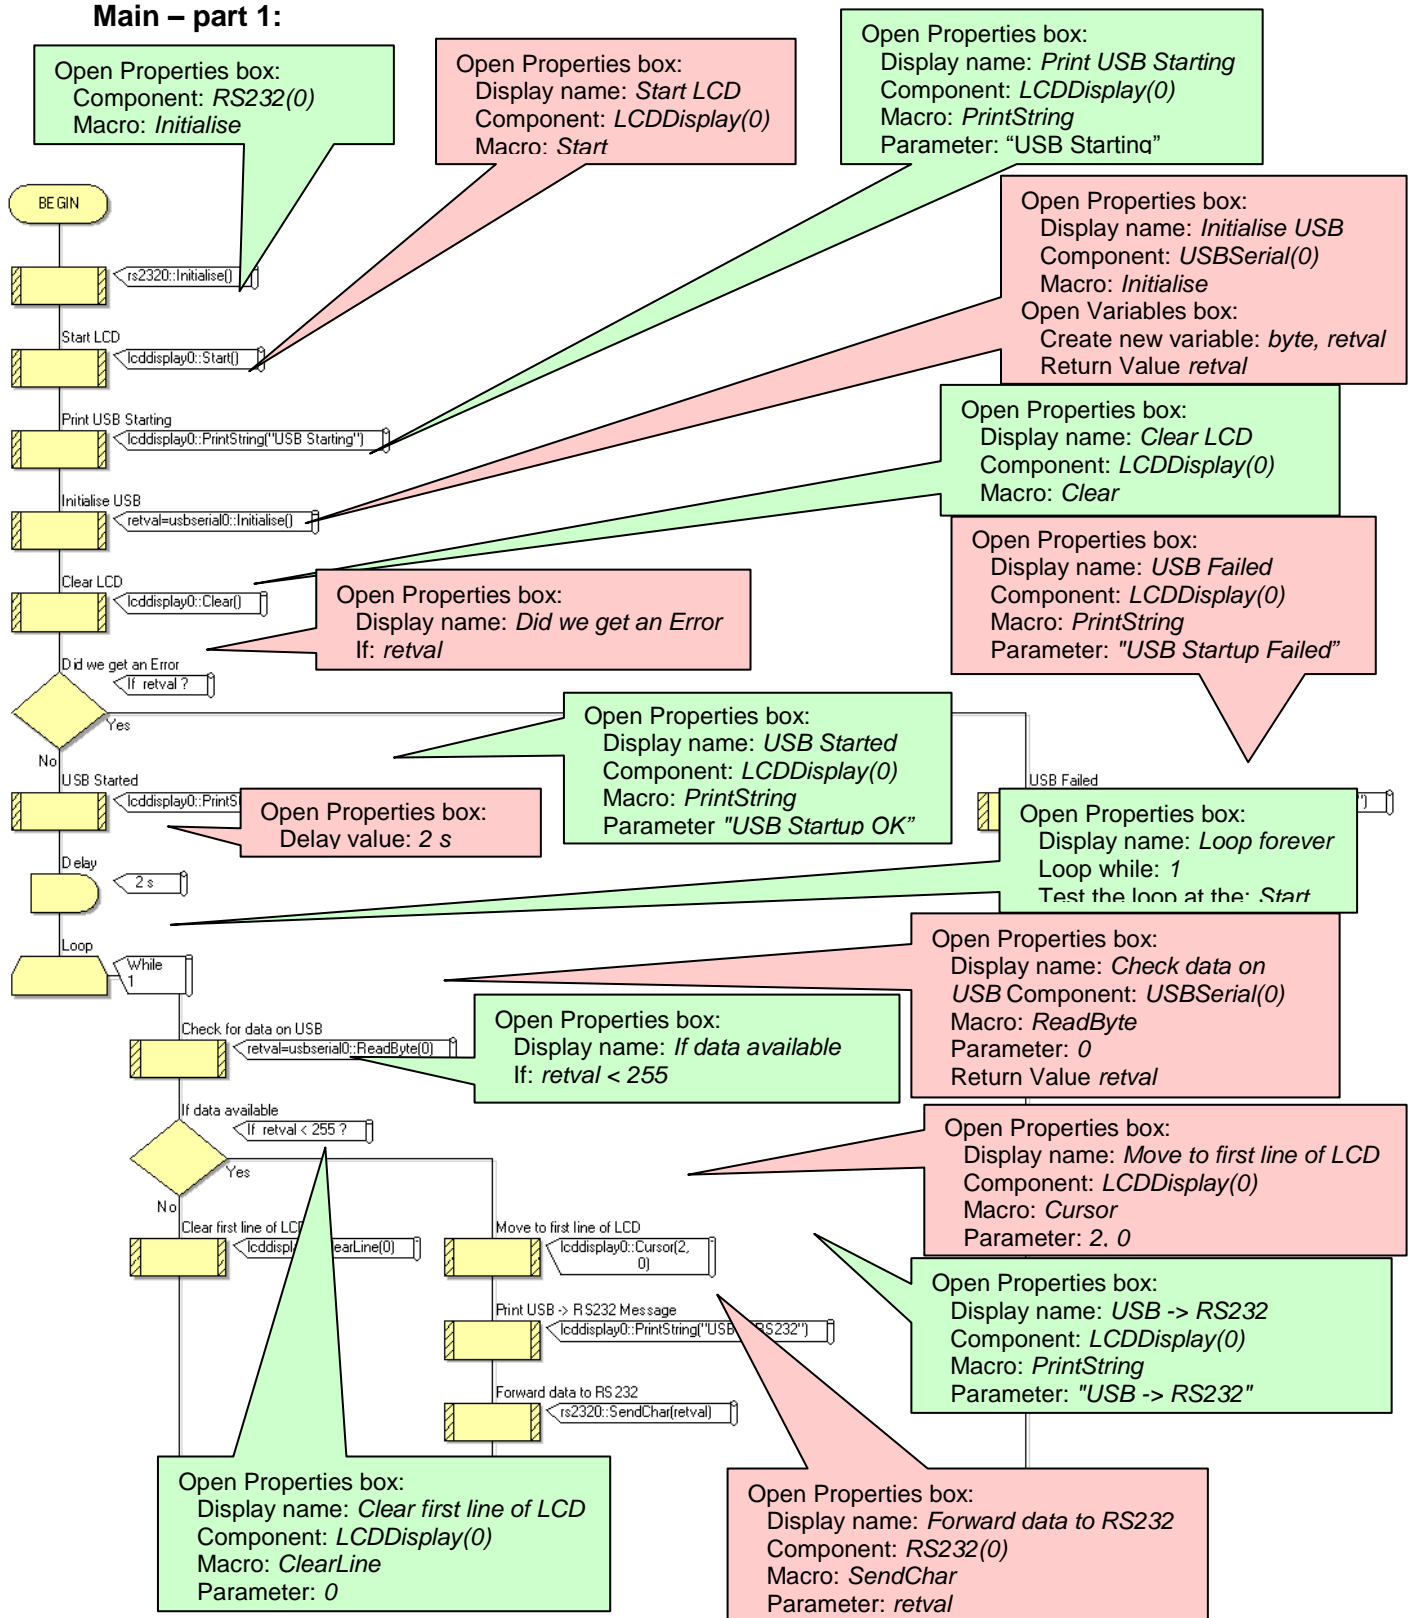 Main – part 1:
Open Properties box:
Component: RS232(0)
Macro: Initialise
Open Properties box:
Display name: Start LCD
Component: LCDDisplay(0)
Macro: Start
Open Properties box:
Display name: Print USB Starting
Component: LCDDisplay(0)
Macro: PrintString
Parameter: “USB Starting”
Open Properties box:
Display name: Initialise USB
Component: USBSerial(0)
Macro: Initialise
Open Variables box:
Create new variable: byte, retval
Return Value retval
BEGIN
rs2320::Initialise()
Start LCD
lcddisplay0::Start()
Print USB Starting
lcddisplay0::PrintString("USB Starting")
Initialise USB
retval=usbserial0::Initialise()
Clear LCD
lcddisplay0::Clear()
Open Properties box:
Display name: Clear LCD
Component: LCDDisplay(0)
Macro: Clear
Open Properties box:
Display name: USB Failed
Component: LCDDisplay(0)
Macro: PrintString
Parameter: "USB Startup Failed”
Open Properties box:
Display name: Did we get an Error
If: retval
Did we get an Error
If retval ?
Yes
No
Open Properties box:
Display name: USB Started
Component: LCDDisplay(0)
Macro: PrintString
Parameter "USB Startup OK”
USB Started
lcddisplay0::PrintS
USB Failed
")
Open Properties box:
Delay value: 2 s
Open Properties box:
Display name: Loop forever
Loop while: 1
Test the loop at the: Start
Delay
2 s
Loop
While
1
Open Properties box:
Display name: Check data on
USB Component: USBSerial(0)
Macro: ReadByte
Parameter: 0
Return Value retval
Check for data on USB
retval=usbserial0::ReadByte(0)
Open Properties box:
Display name: If data available
If: retval < 255
If data available
If retval < 255 ?
Yes
No
Open Properties box:
Display name: Move to first line of LCD
Component: LCDDisplay(0)
Macro: Cursor
Parameter: 2, 0
Clear first line of LC
lcddispla earLine(0)
Move to first line of LCD
lcddisplay0::Cursor(2,
0)
Print USB -> RS232 Message
lcddisplay0::PrintString("USB RS232")
Open Properties box:
Display name: USB -> RS232
Component: LCDDisplay(0)
Macro: PrintString
Parameter: "USB -> RS232"
Forward data to RS232
rs2320::SendChar(retval)
Open Properties box:
Display name: Clear first line of LCD
Component: LCDDisplay(0)
Macro: ClearLine
Parameter: 0
Open Properties box:
Display name: Forward data to RS232
Component: RS232(0)
Macro: SendChar
Parameter: retval